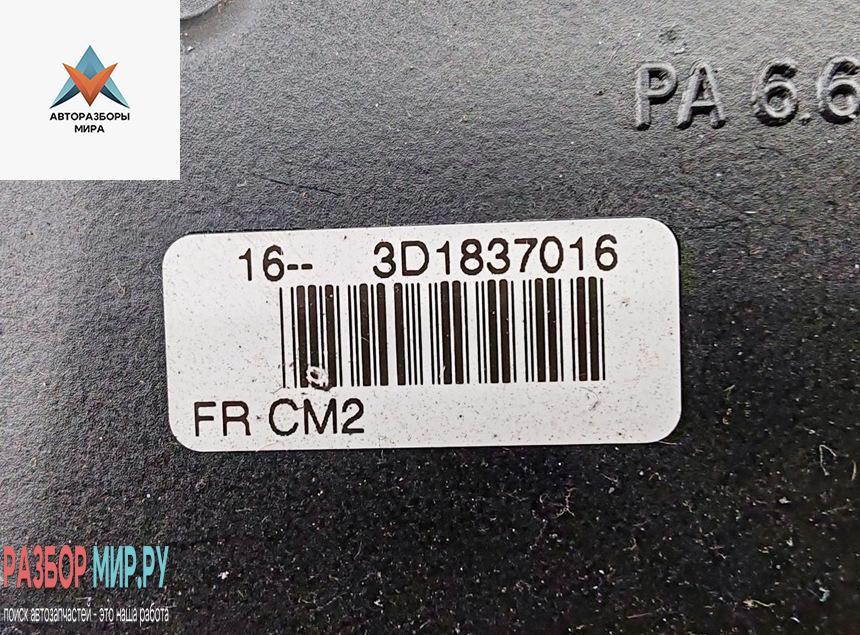 АВТОРАЗБОРЫ
МИРА
PA 6.6
16-- 3D1837016
FR CM2
РАЗБОР МИР.РУ
поиск автозапчастей - это наша работа